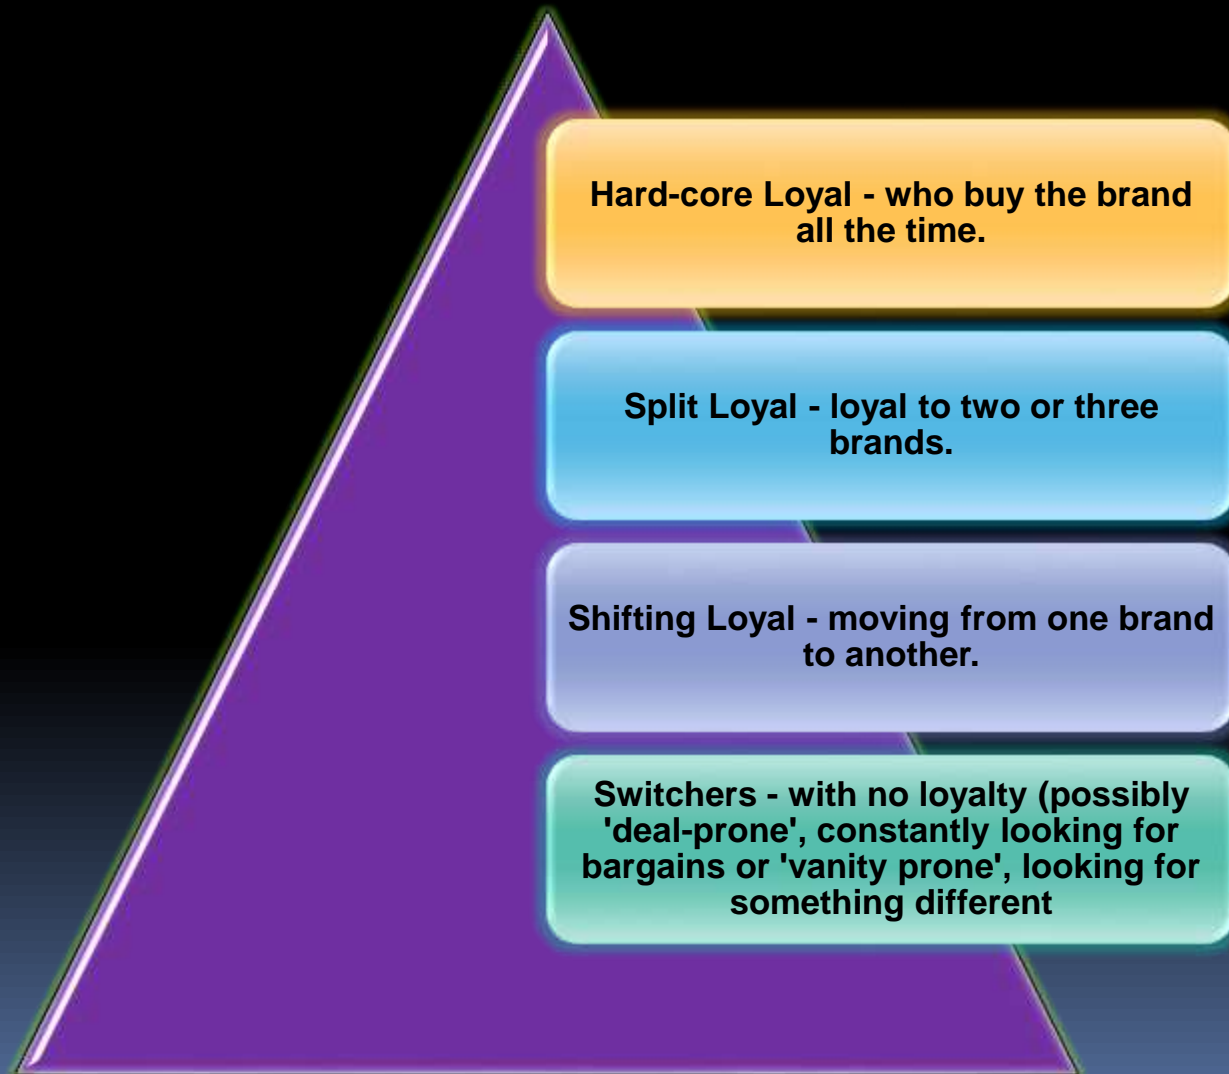 Hard-core Loyal - who buy the brand
all the time.
Split Loyal - loyal to two or three
brands.
Shifting Loyal - moving from one brand
to another.
Switchers - with no loyalty (possibly
'deal-prone', constantly looking for
bargains or 'vanity prone', looking for
something different